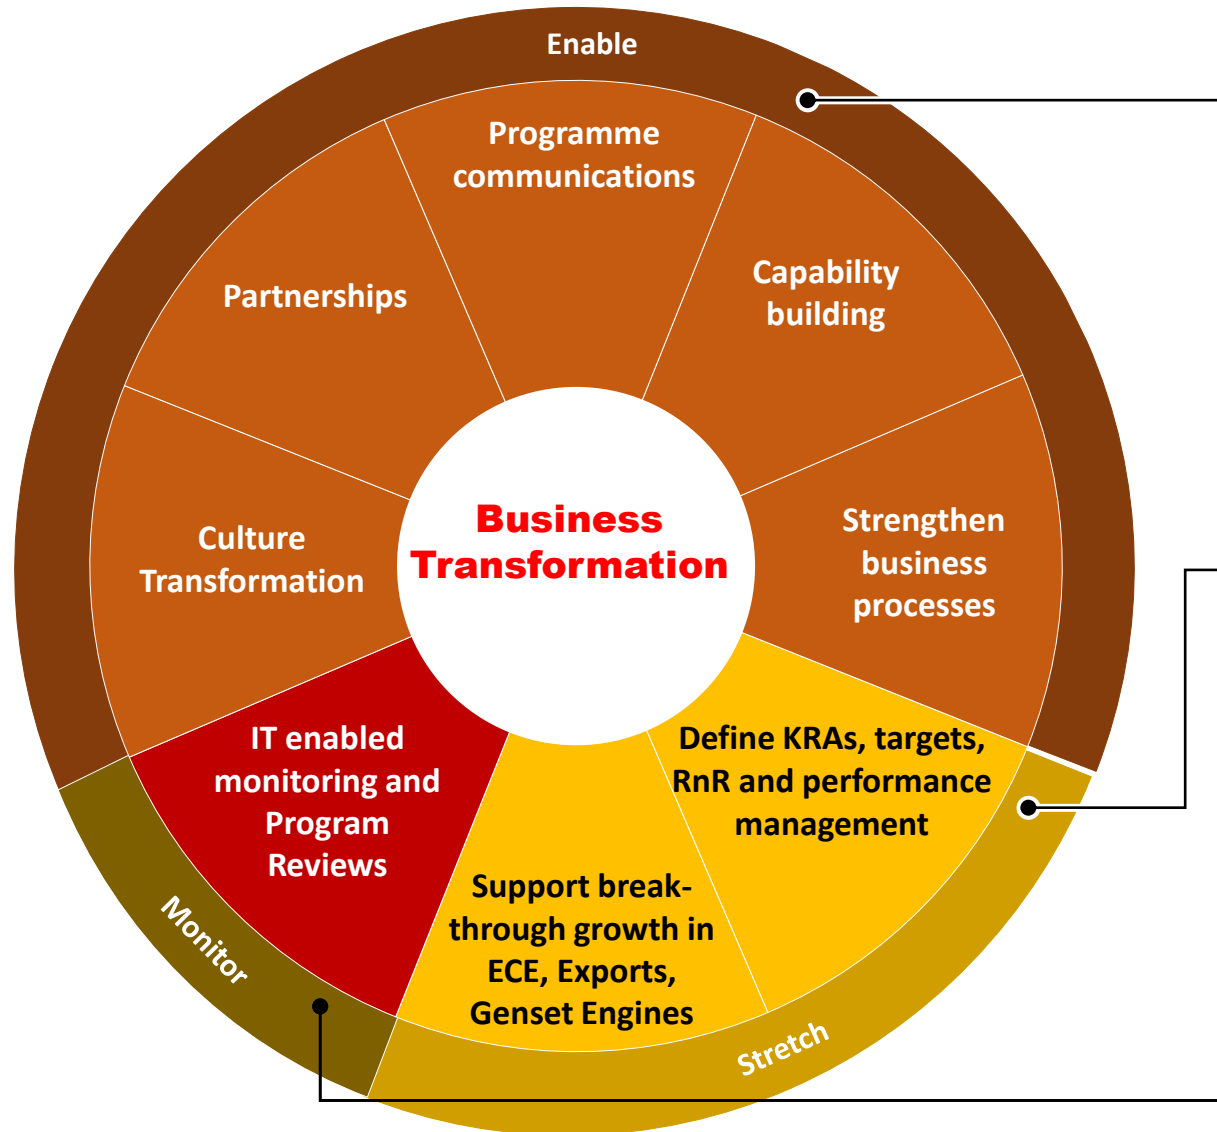 Enable
Programme
communications
Capability
building
Partnerships
Strengthen
business
processes
Culture
Transformation
Business
Transformation
Define KRAs, targets,
RnR and performance
management
IT enabled
monitoring and
Program
Reviews
Support break-
through growth in
ECE, Exports,
Genset Engines
Monitor
Stretch